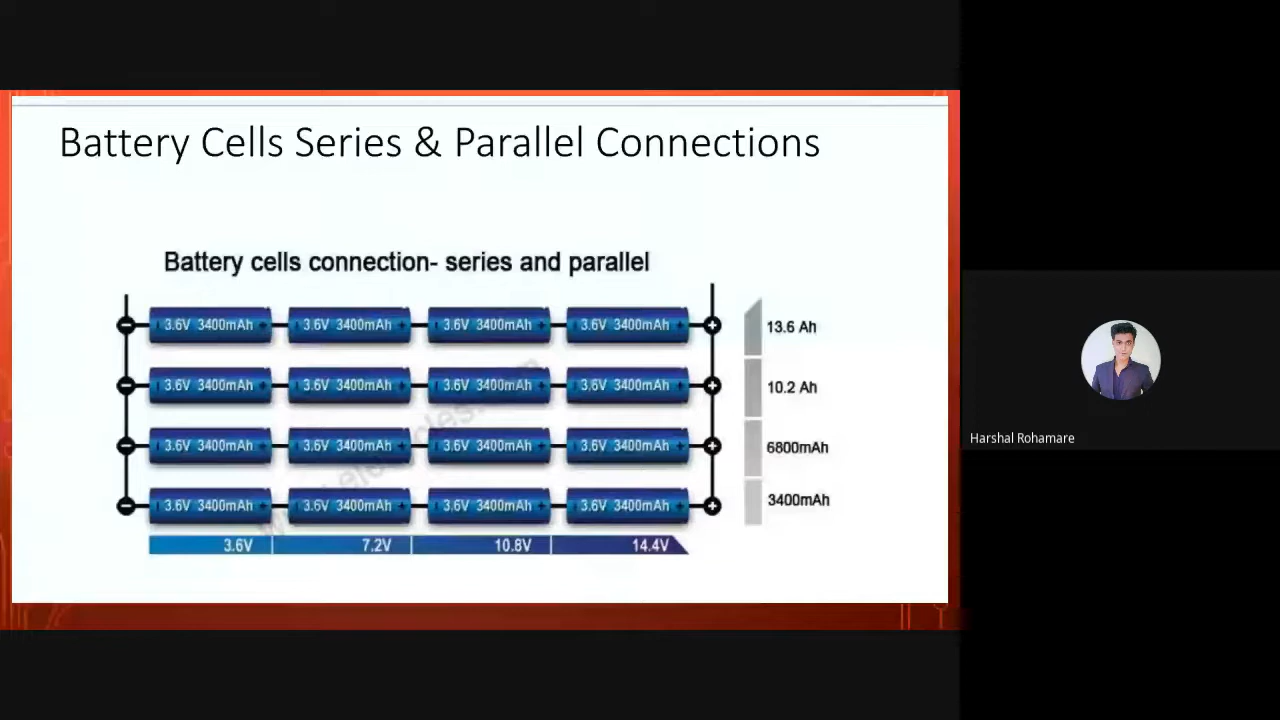 Battery Cells Series & Parallel Connections
Battery cells connection- series and parallel
3.6V 3400mAh 3.6V 3400mAh 3.6V 3400mAh 3.6V 3400mAh 13.6 Ah
3.6V 3400mAh 3.6V 3400mAh 3.6V 3400mAh 3.6V 3400mAh 10.2 Ah
3.6V 3400mAh 3.6V 3400mAh 3.6V 3400mAh 3.6V 3400mAh 6800mAh
3.6V 3400mAh 3.6V 3400mAh 3.6V 3400mAh 3.6V 3400mAh 3400mAh
3.6V 7.2V 10.8V 14.4V
Harshal Rohamare